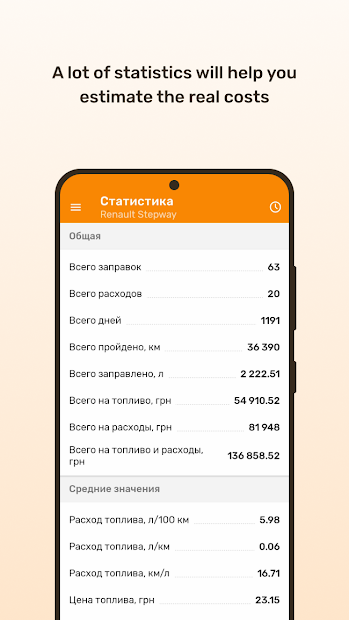 A lot of statistics will help you
estimate the real costs
Статистика
Renault Stepway
Общая
Всего заправок 63
Всего расходов 20
Всего дней 1191
Всего пройдено, км 36 390
Всего заправлено, л 2 222.51
Всего на топливо, грн 54 910.52
Всего на расходы, грн 81 948
Всего на топливо и расходы,
грн 136 858.52
Средние значения
Расход топлива, л/100 км 5.98
Расход топлива, л/км 0.06
Расход топлива, км/л 16.71
Цена топлива, грн 23.15